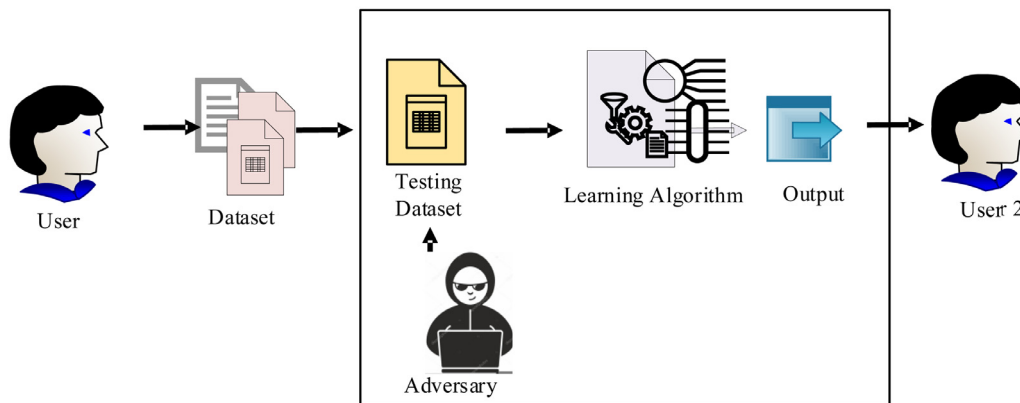 User
Dataset
Testing
Dataset
Learning Algorithm
Output
User 2
Adversary